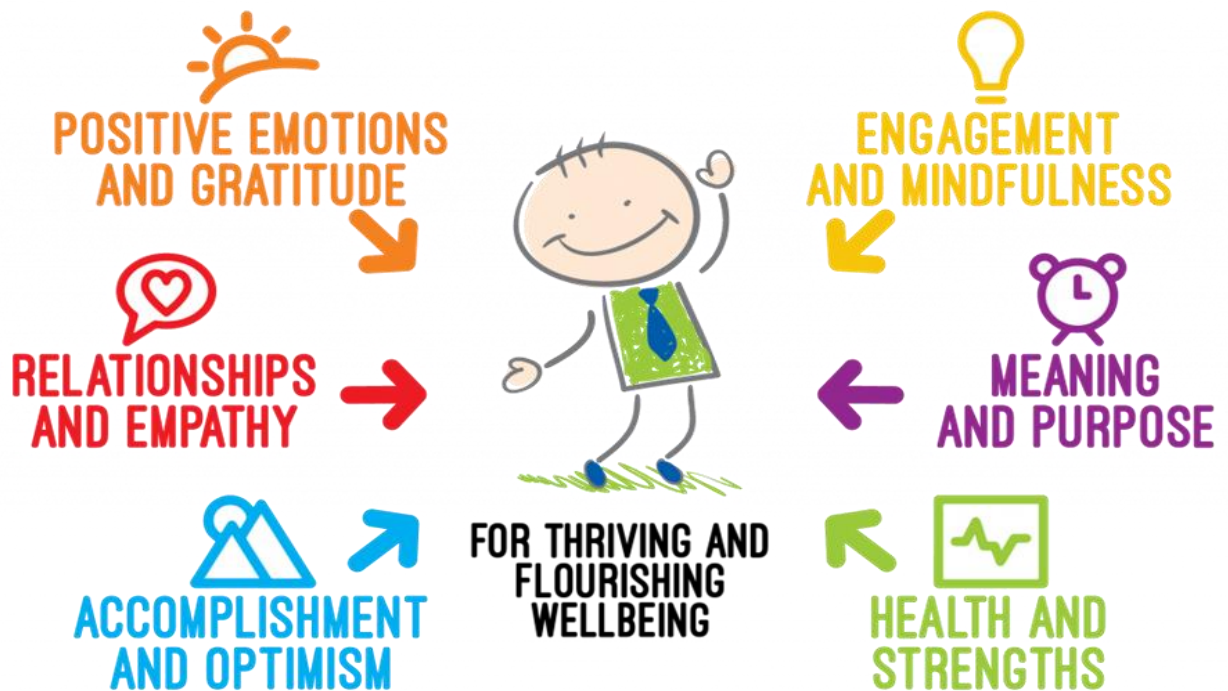 POSITIVE EMOTIONS
AND GRATITUDE
ENGAGEMENT
AND MINDFULNESS
RELATIONSHIPS
AND EMPATHY
MEANING
AND PURPOSE
ACCOMPLISHMENT
AND OPTIMISM
FOR THRIVING AND
FLOURISHING
WELLBEING
HEALTH AND
STRENGTHS